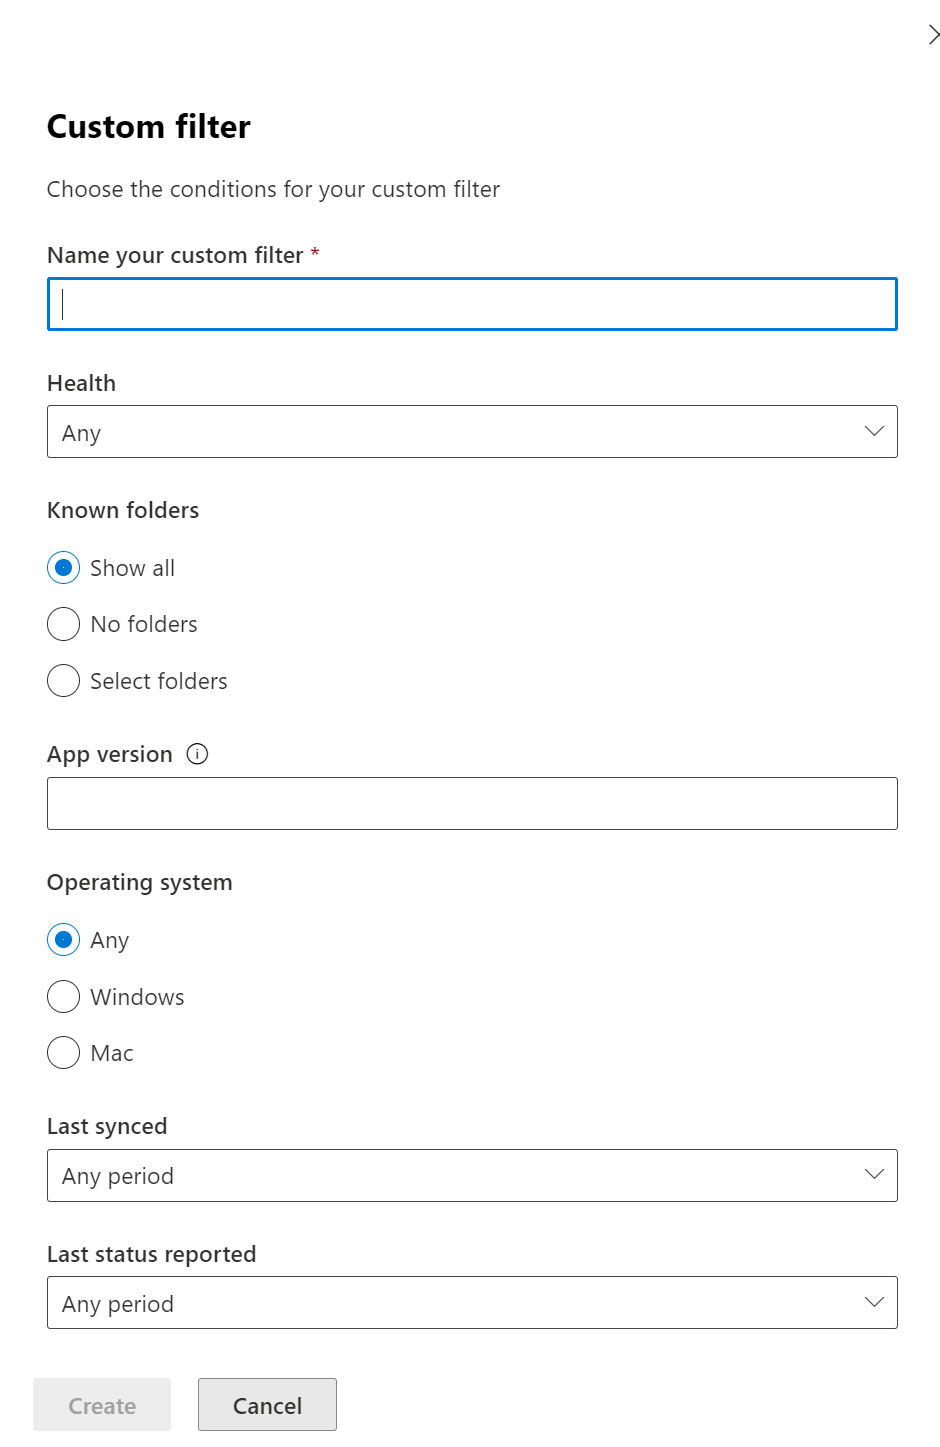 Custom filter
Choose the conditions for your custom filter
Name your custom filter *
Health
Any
Known folders
Show all
No folders
Select folders
App version
Operating system
Any
Windows
Mac
Last synced
Any period
Last status reported
Any period
Create Cancel